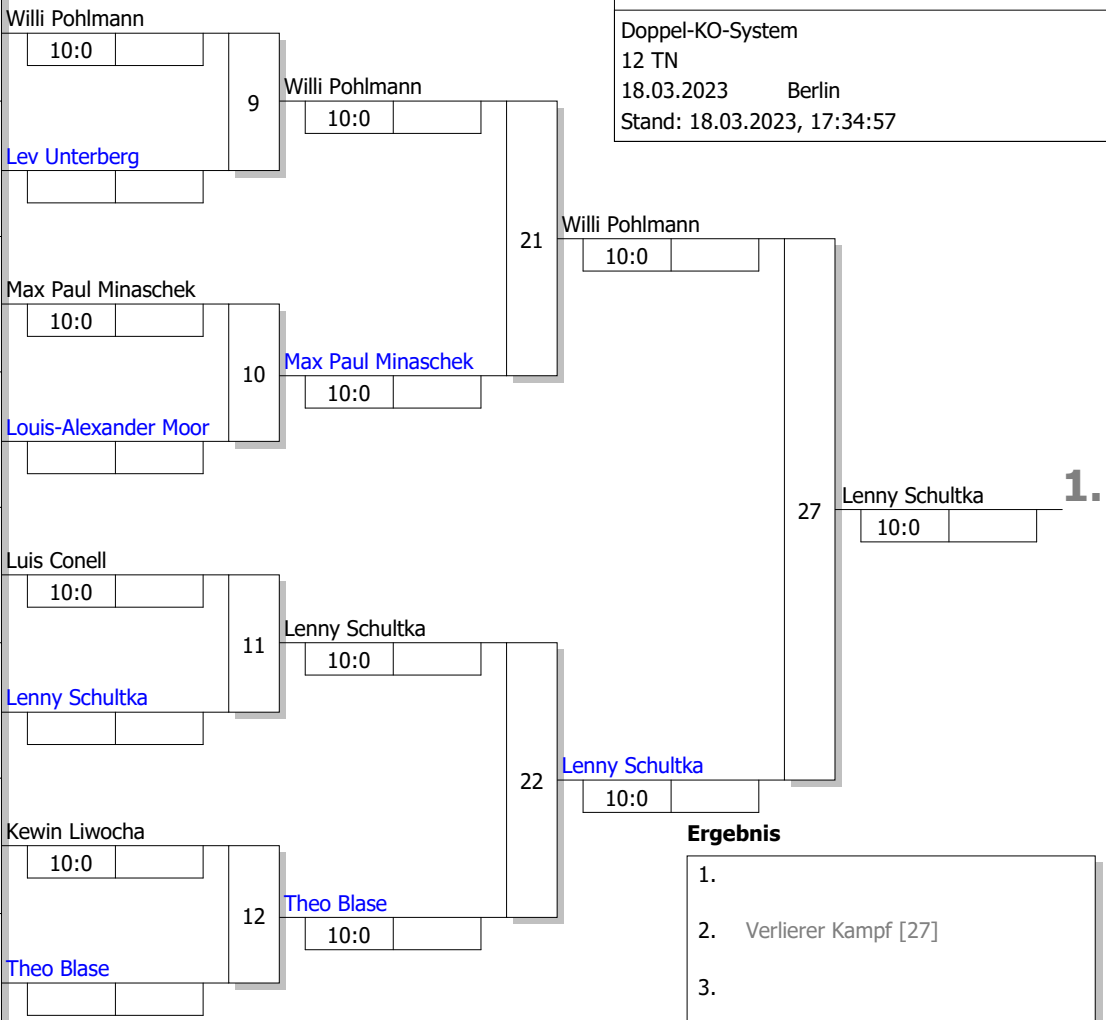 Willi Pohlmann
10:0
9
Lev Unterberg
Max Paul Minaschek
10:0
10
Louis-Alexander Moor
Luis Conell
10:0
11
Lenny Schultka
Kewin Liwocha
10:0
12
Theo Blase
Willi Pohlmann
10:0
21
Max Paul Minaschek
10:0
Lenny Schultka
10:0
22
Theo Blase
10:0
Willi Pohlmann
10:0
27
Lenny Schultka
10:0
Lenny Schultka
10:0
1.
Doppel-KO-System
12 TN
18.03.2023 Berlin
Stand: 18.03.2023, 17:34:57
Ergebnis
1.
2. Verlierer Kampf [27]
3.